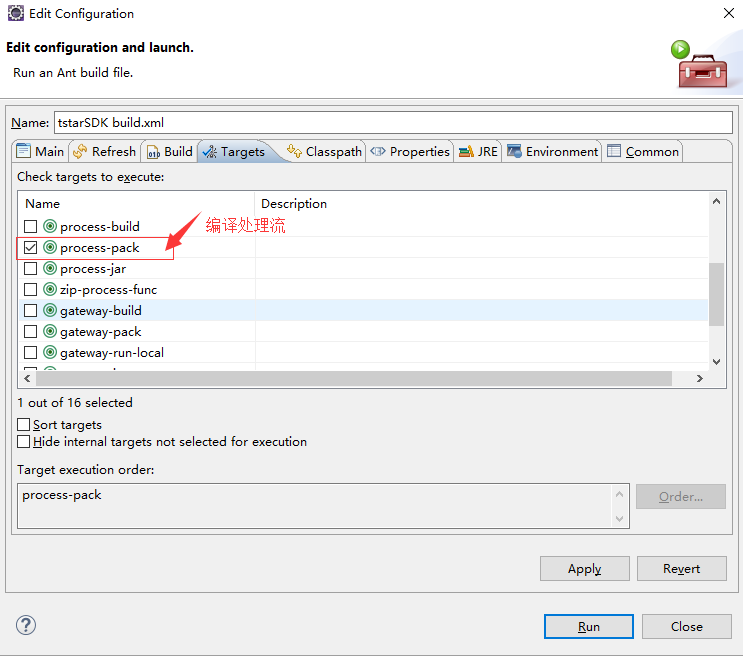 Edit Configuration
Edit configuration and launch.
Run an Ant build file.
Name: tstarSDK build.xml
Main Refresh Build Targets Classpath Properties JRE Environment Common
Check targets to execute:
Name Description
process-build
编译处理流
process-pack
process-jar
zip-process-func
gateway-build
gateway-pack
gateway-run-local
1 out of 16 selected
Sort targets
Hide internal targets not selected for execution
Target execution order:
process-pack
Order...
Apply Revert
Run Close